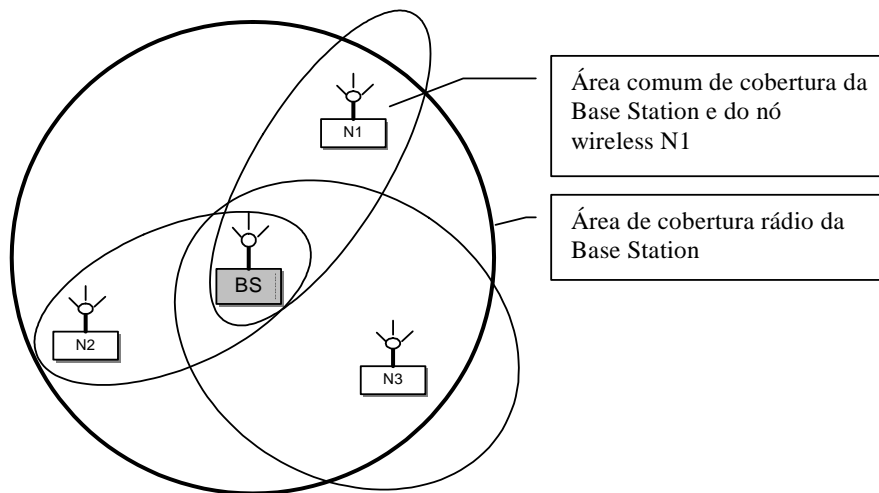 N1
BS
N2
N3
Área comum de cobertura da
Base Station e do nó
wireless N1
Área de cobertura rádio da
Base Station